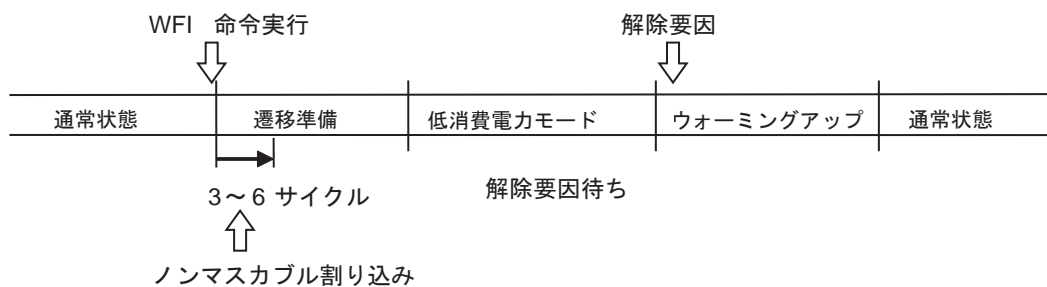 WFI 命令実行
解除要因
通常状態
遷移準備
低消費電力モード
ウォーミングアップ
通常状態
3～6 サイクル
解除要因待ち
ノンマスカブル割り込み